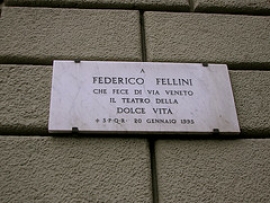 A
FEDERICO FELLINI
CHE FECE DI VIA VENETO
IL TEATRO DELLA
DOLCE VITA
S·P·Q·R· 20 GENNAIO 1995